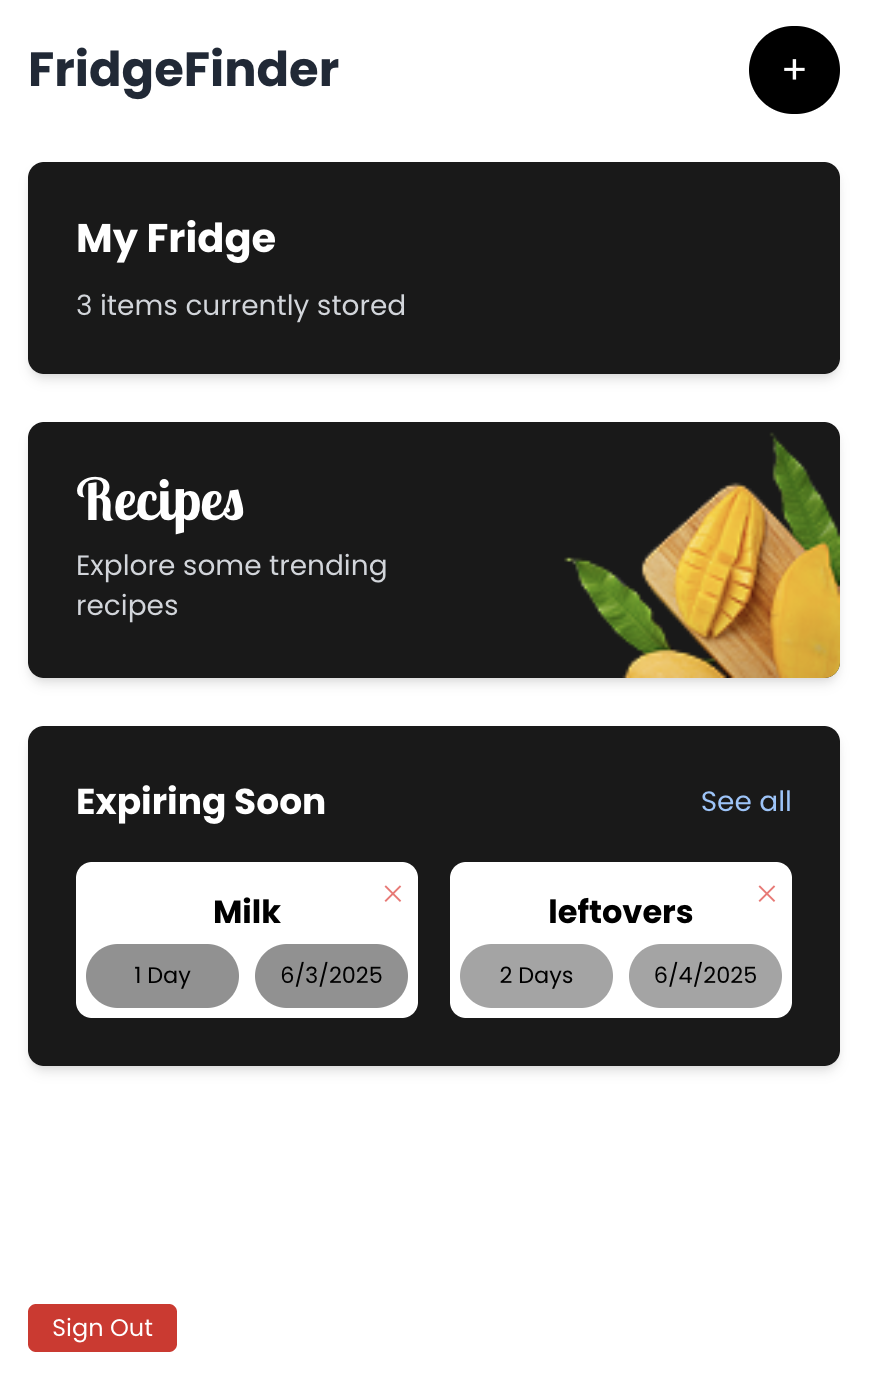 FridgeFinder
+
My Fridge
3 items currently stored
Recipes
Explore some trending
recipes
Expiring Soon
See all
Milk
1 Day
6/3/2025
leftovers
2 Days
6/4/2025
Sign Out